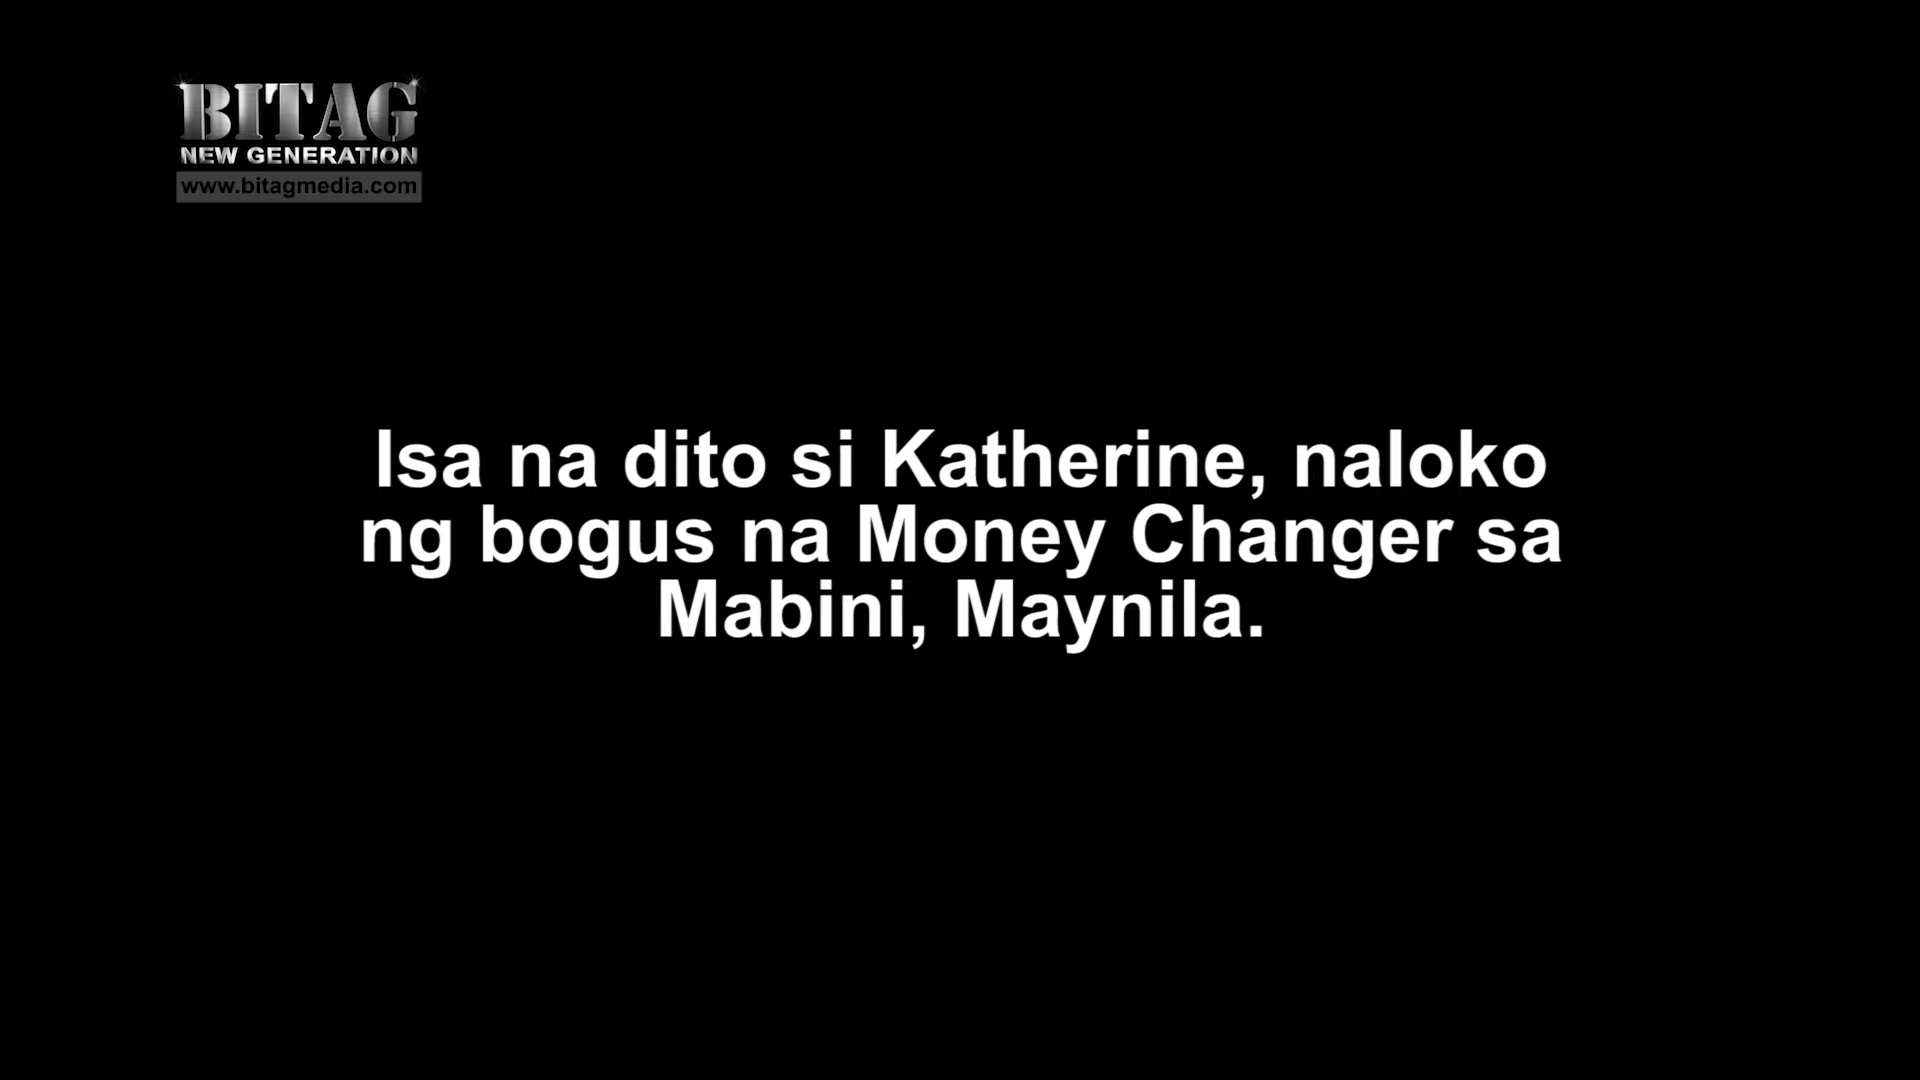 BITAG
NEW GENERATION
www.bitagmedia.com
Isa na dito si Katherine, naloko
ng bogus na Money Changer sa
Mabini, Maynila.